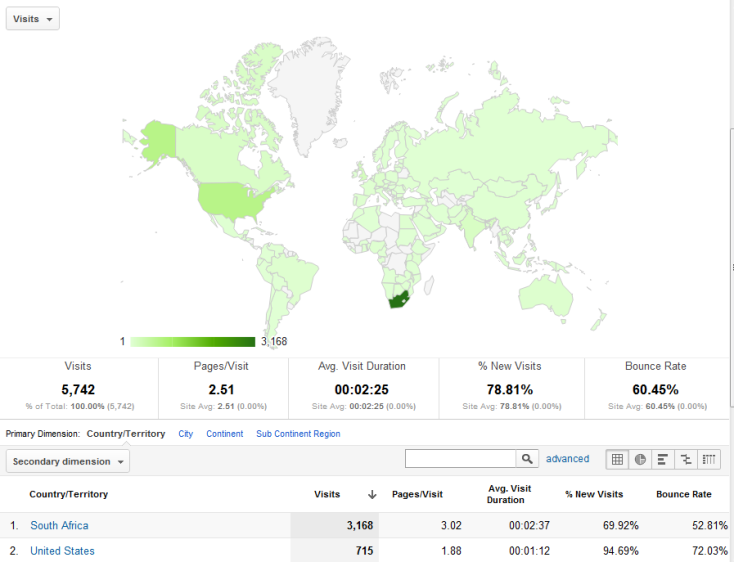 Visits
1 3,168
Visits Pages/Visit Avg. Visit Duration % New Visits Bounce Rate
5,742 2.51 00:02:25 78.81% 60.45%
% of Total: 100.00% (5,742) Site Avg: 2.51 (0.00%) Site Avg: 00:02:25 (0.00%) Site Avg: 78.81% (0.00%) Site Avg: 60.45% (0.00%)
Primary Dimension: Country/Territory City Continent Sub Continent Region
Secondary dimension advanced
Country/Territory Visits Pages/Visit Avg. Visit Duration % New Visits Bounce Rate
1. South Africa 3,168 3.02 00:02:37 69.92% 52.81%
2. United States 715 1.88 00:01:12 94.69% 72.03%